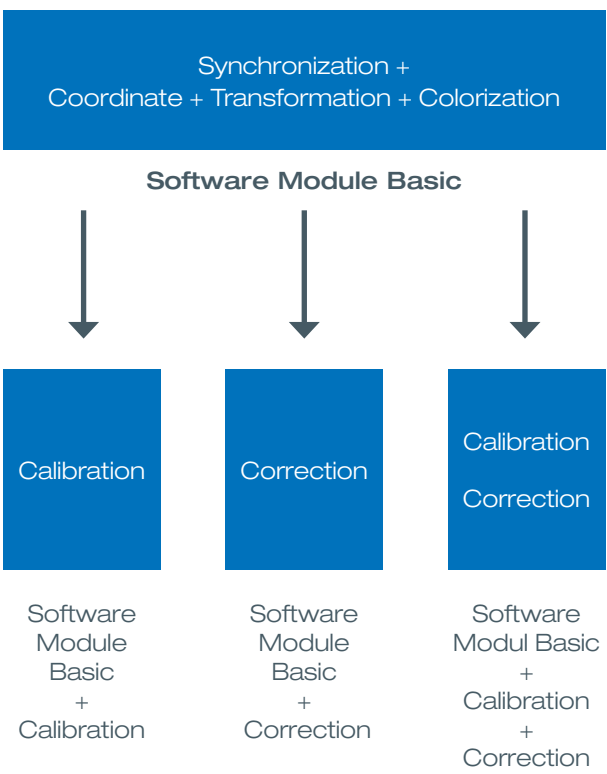 Synchronization +
Coordinate + Transformation + Colorization
Software Module Basic
Calibration
Correction
Calibration
Correction
Software
Module
Basic
+
Calibration
Software
Module
Basic
+
Correction
Software
Modul Basic
+
Calibration
+
Correction